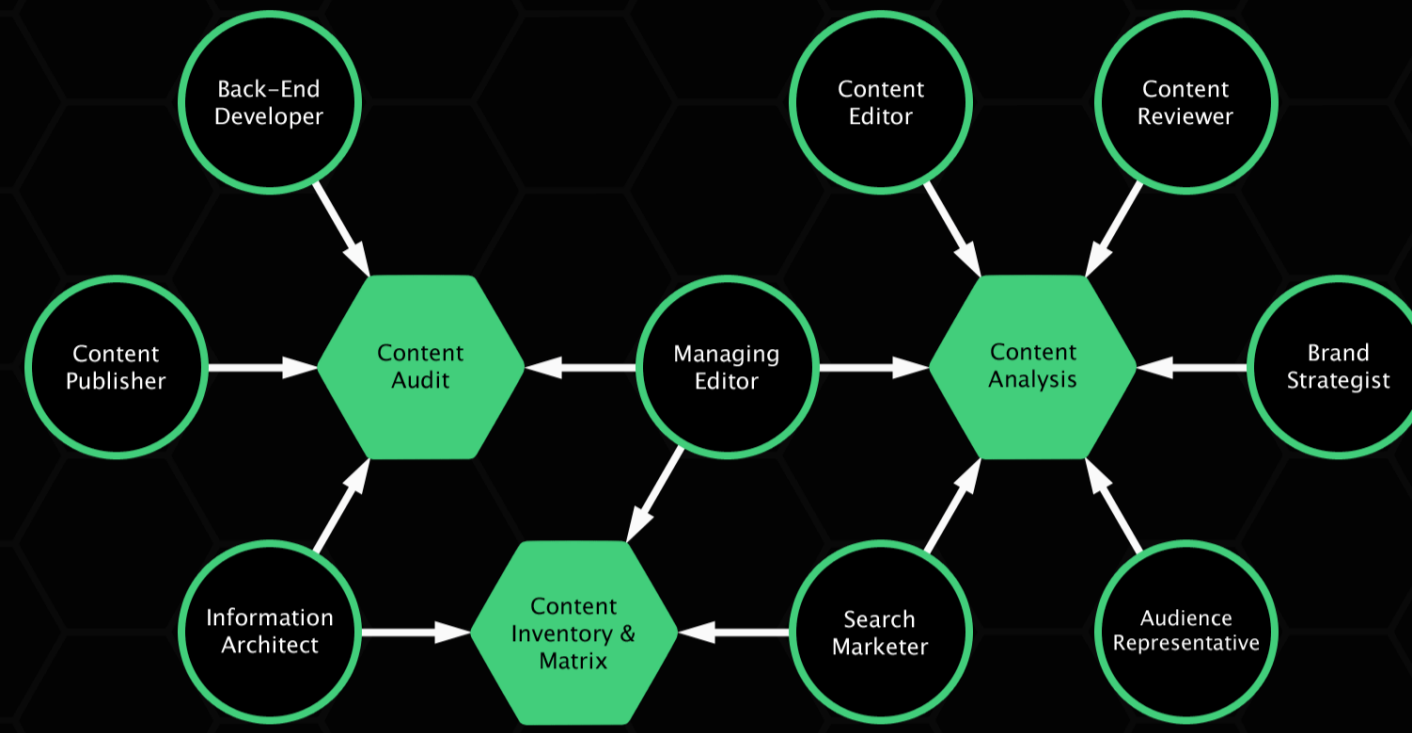 Back-End
Developer
Content
Editor
Content
Reviewer
Content
Publisher
Content
Audit
Managing
Editor
Content
Analysis
Brand
Strategist
Information
Architect
Content
Inventory &
Matrix
Search
Marketer
Audience
Representative